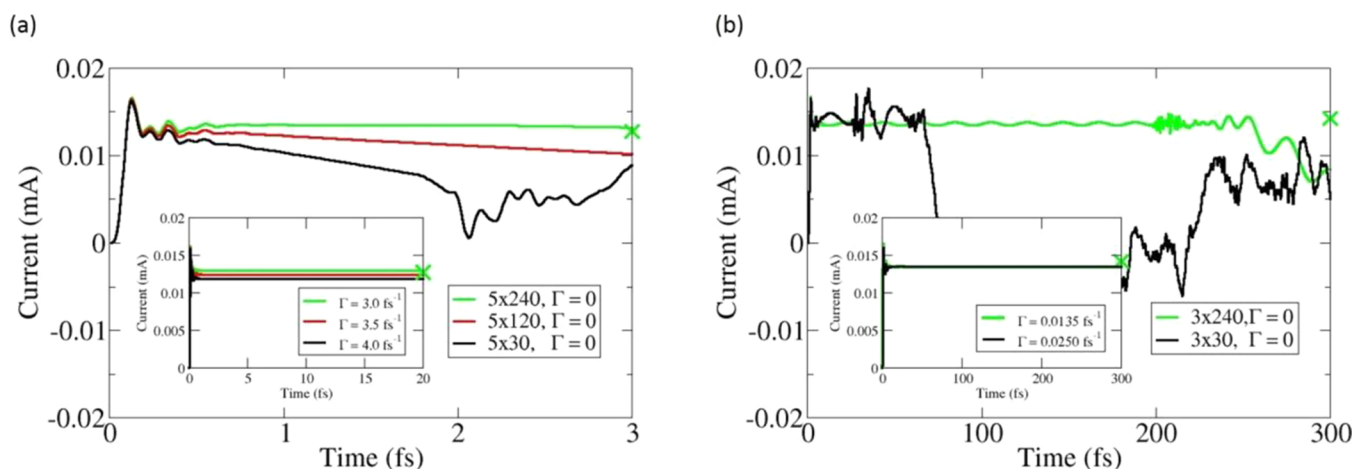 (a)
0.02
0.01
0
-0.01
-0.02
Current (mA)
0
1
2
3
Time (fs)
5x240, Γ = 0
5x120, Γ = 0
5x30, Γ = 0
0.02
0.015
0.01
0.005
0
Current (mA)
0
5
10
15
20
Time (fs)
Γ = 3.0 fs⁻¹
Γ = 3.5 fs⁻¹
Γ = 4.0 fs⁻¹
(b)
0.02
0.01
0
-0.01
-0.02
Current (mA)
0
100
200
300
Time (fs)
3x240,Γ = 0
3x30, Γ = 0
0.02
0.015
0.01
0.005
0
Current (mA)
0
100
200
300
Time (fs)
Γ = 0.0135 fs⁻¹
Γ = 0.0250 fs⁻¹